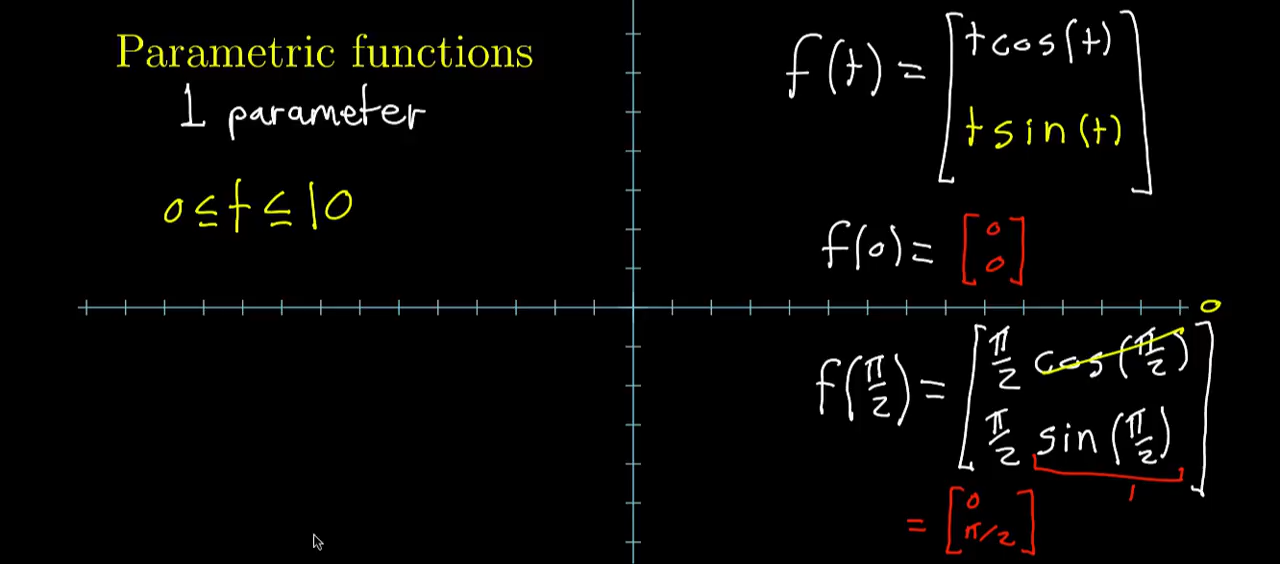 Parametric functions
1 parameter
0 ≤ t ≤ 10
f(t) = [t cos(t)
t sin(t)]
f(0) = [0
0]
0
f(π/2) = [π/2 cos(π/2)
π/2 sin(π/2)]
1
= [0
π/2]